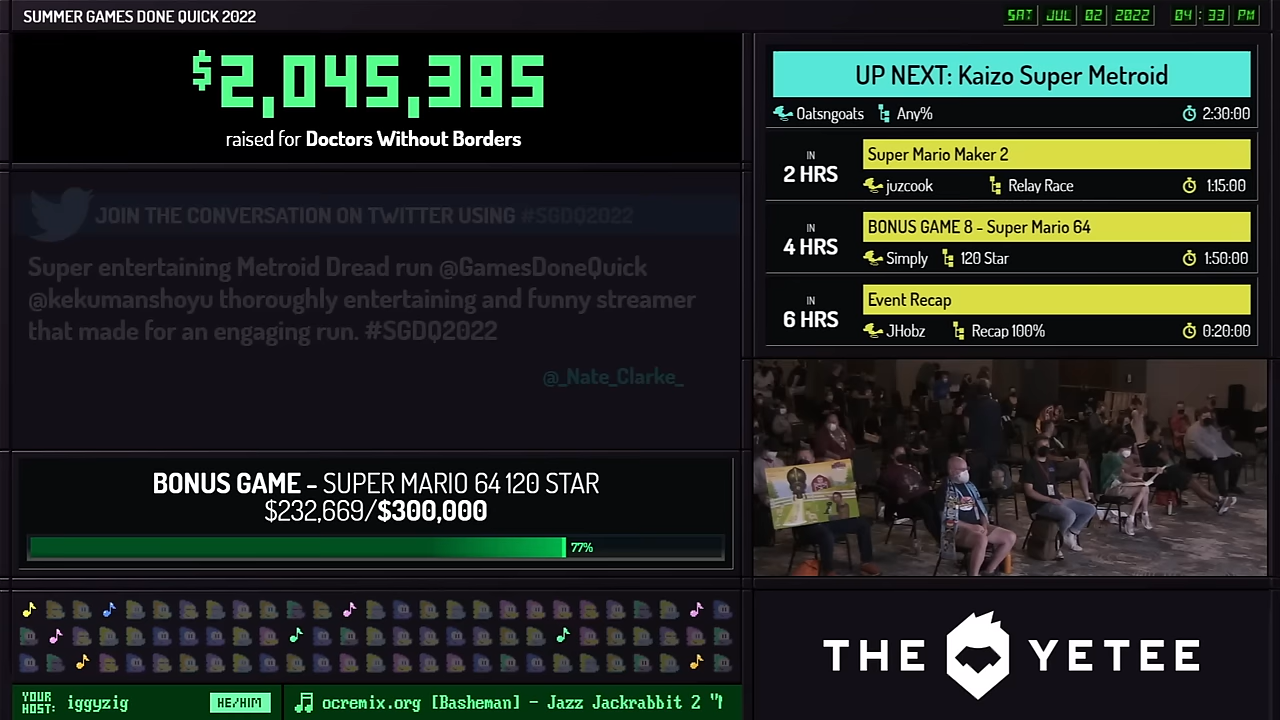 SUMMER GAMES DONE QUICK 2022
SAT JUL 02 2022 04:33 PM
$2,045,385
raised for Doctors Without Borders
JOIN THE CONVERSATION ON TWITTER USING #SGDQ2022
Super entertaining Metroid Dread run @GamesDoneQuick
@kekumanshoyu thoroughly entertaining and funny streamer
that made for an engaging run. #SGDQ2022
@_Nate_Clarke_
BONUS GAME - SUPER MARIO 64 120 STAR
$232,669/$300,000
77%
YOUR HOST: iggyzig HE/HIM
ocremix.org [Basheman] - Jazz Jackrabbit 2 "
UP NEXT: Kaizo Super Metroid
Oatsngoats Any% 2:30:00
IN 2 HRS
Super Mario Maker 2
juzcook Relay Race 1:15:00
IN 4 HRS
BONUS GAME 8 - Super Mario 64
Simply 120 Star 1:50:00
IN 6 HRS
Event Recap
JHobz Recap 100% 0:20:00
THE YETEE